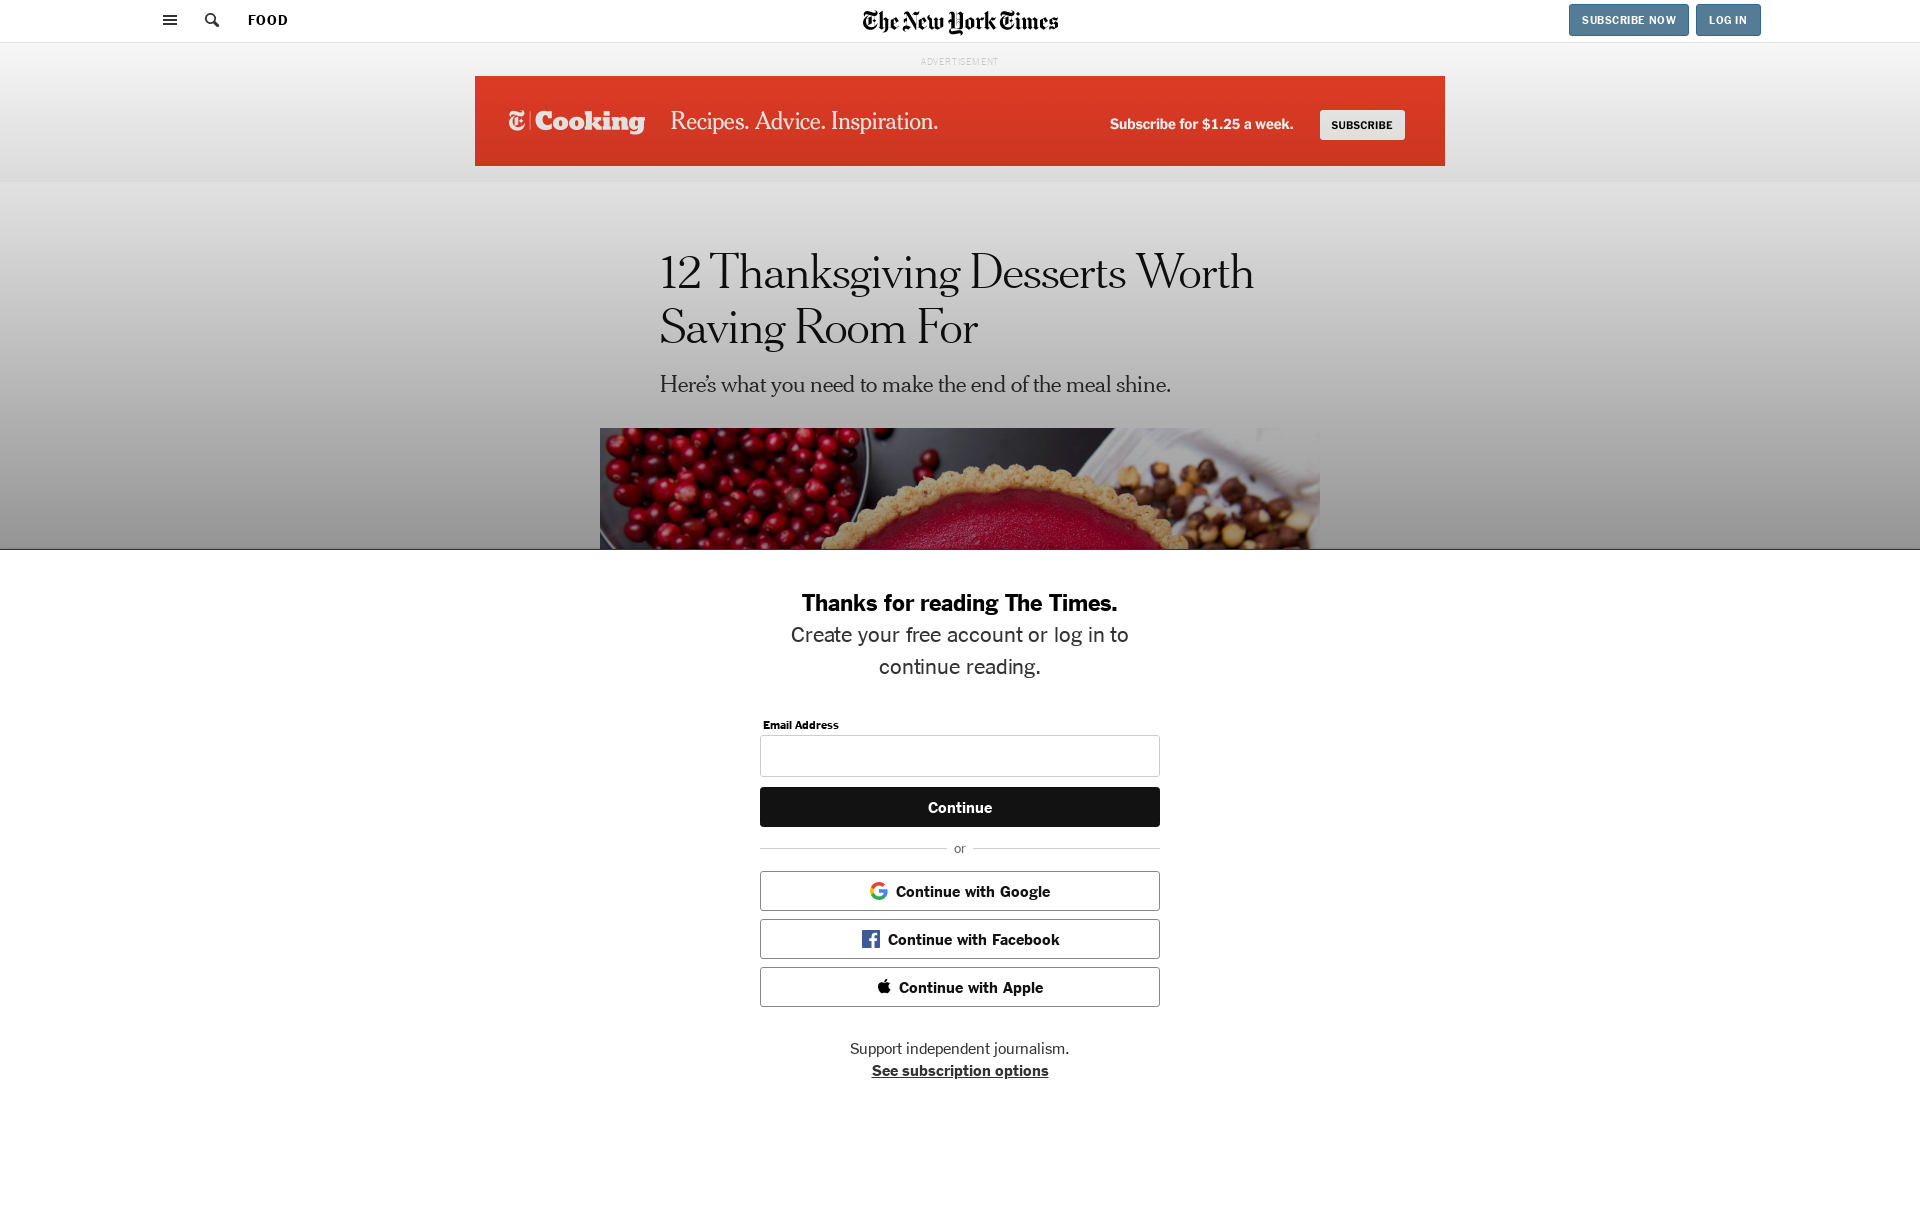 FOOD
The New York Times
SUBSCRIBE NOW
LOG IN
ADVERTISEMENT
T Cooking
Recipes. Advice. Inspiration.
Subscribe for $1.25 a week.
SUBSCRIBE
12 Thanksgiving Desserts Worth
Saving Room For
Here’s what you need to make the end of the meal shine.
Thanks for reading The Times.
Create your free account or log in to
continue reading.
Email Address
Continue
or
Continue with Google
Continue with Facebook
Continue with Apple
Support independent journalism.
See subscription options